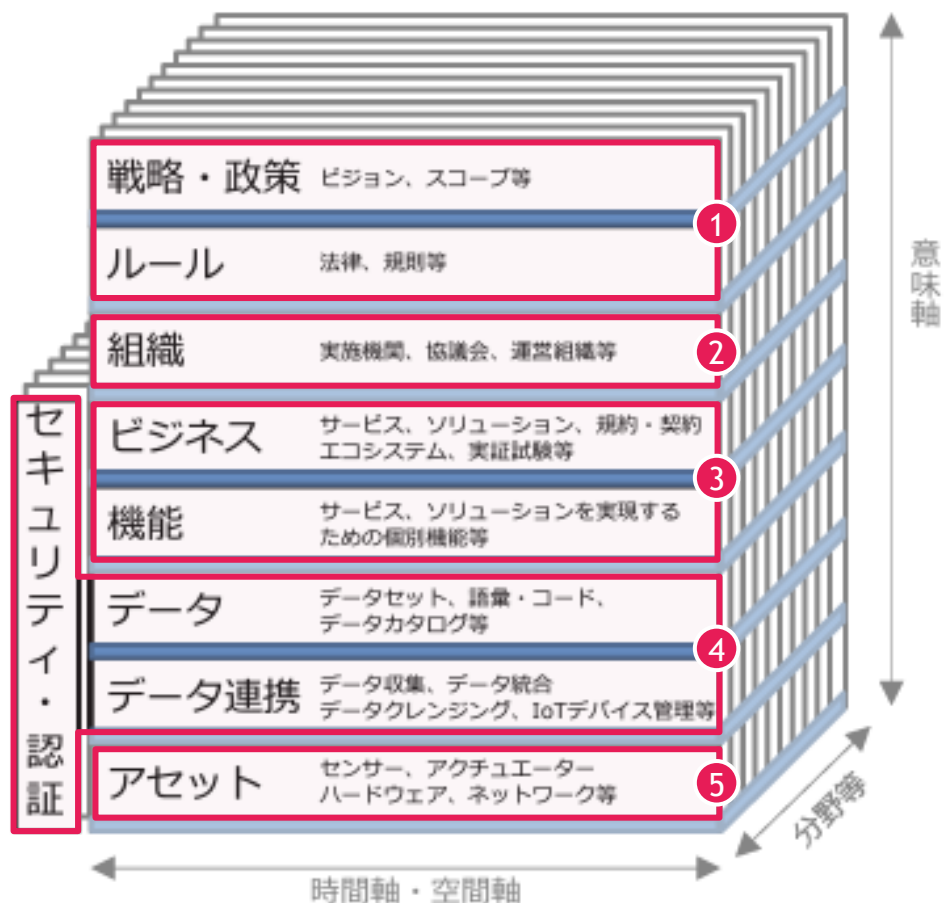 戦略・政策 ビジョン、スコープ等
1
ルール 法律、規則等
組織 実施機関、協議会、運営組織等
2
ビジネス サービス、ソリューション、規約・契約
エコシステム、実証試験等
3
機能 サービス、ソリューションを実現する
ための個別機能等
データ データセット、語彙・コード、
データカタログ等
4
データ連携 データ収集、データ統合
データクレンジング、IoTデバイス管理等
アセット センサー、アクチュエーター
ハードウェア、ネットワーク等
5
セキュリティ・認証
意味軸
分野等
時間軸・空間軸